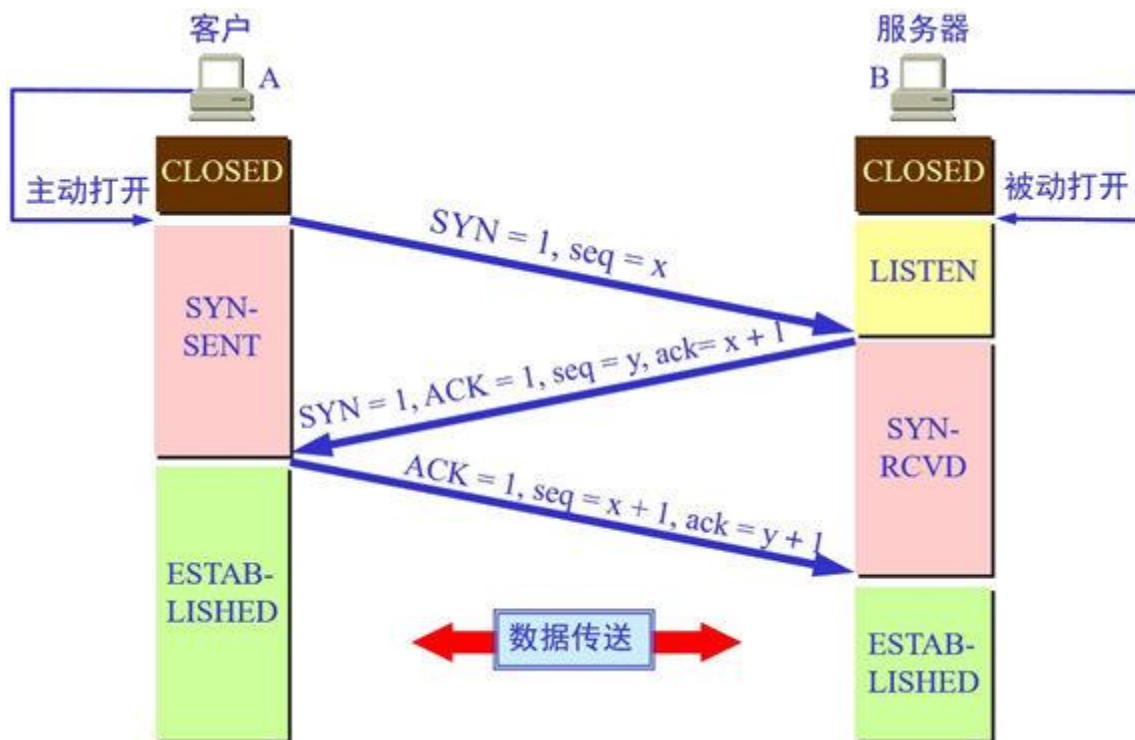 客户
服务器
A
B
CLOSED
CLOSED
主动打开
被动打开
SYN = 1, seq = x
LISTEN
SYN-
SENT
SYN = 1, ACK = 1, seq = y, ack= x + 1
SYN-
RCVD
ACK = 1, seq = x + 1, ack = y + 1
ESTAB-
LISHED
数据传送
ESTAB-
LISHED